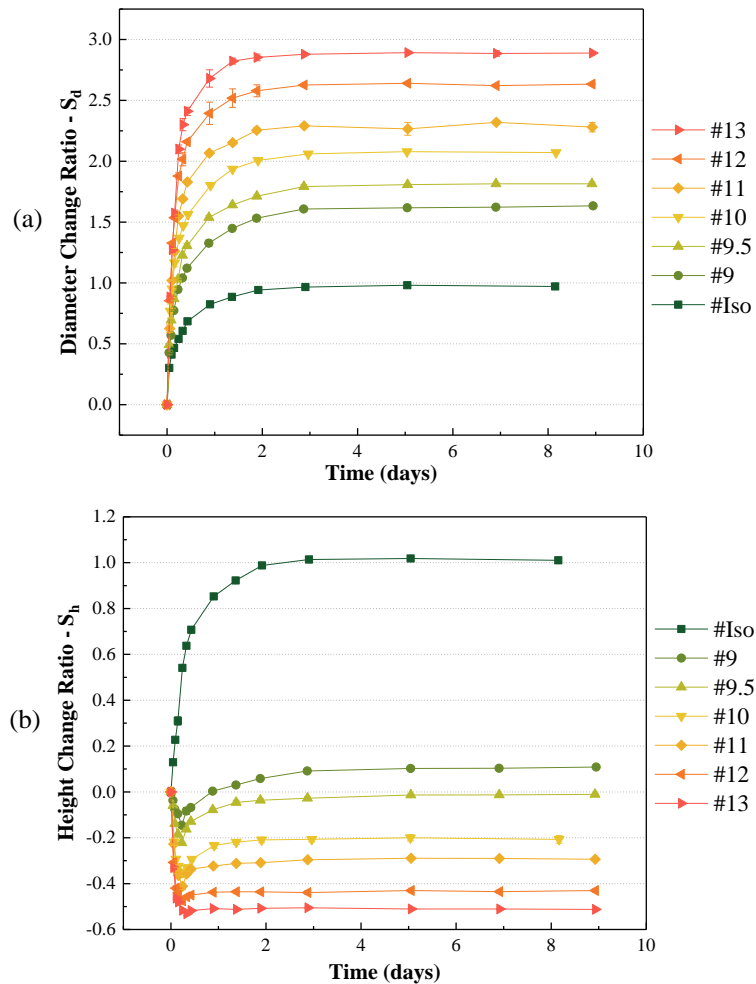 (a)
Diameter Change Ratio - S_d
3.0
2.5
2.0
1.5
1.0
0.5
0.0
0 2 4 6 8 10
Time (days)
#13
#12
#11
#10
#9.5
#9
#Iso
(b)
Height Change Ratio - S_h
1.2
1.0
0.8
0.6
0.4
0.2
0.0
-0.2
-0.4
-0.6
0 2 4 6 8 10
Time (days)
#Iso
#9
#9.5
#10
#11
#12
#13